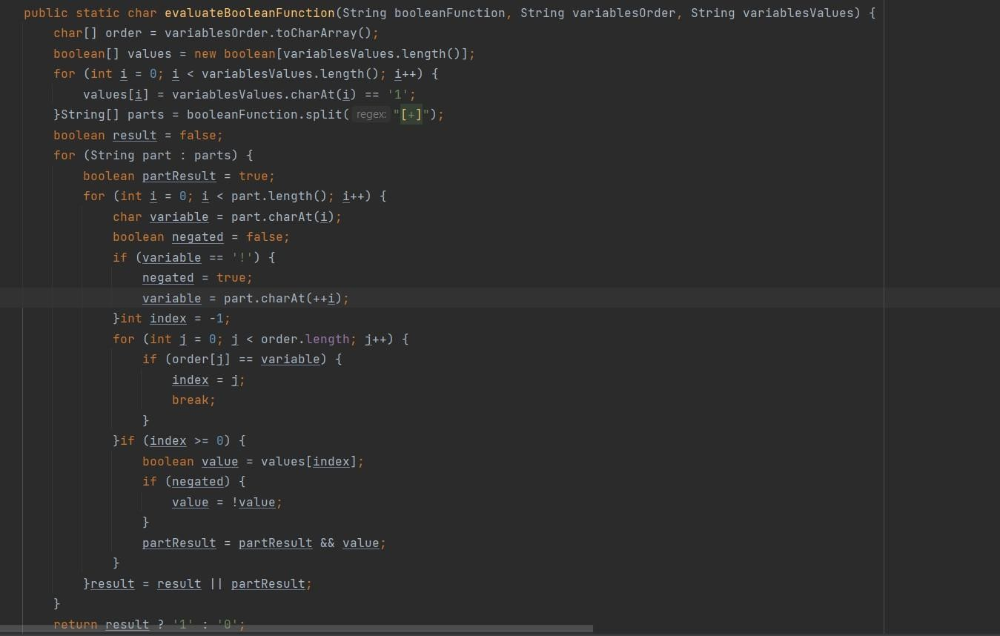 public static char evaluateBooleanFunction(String booleanFunction, String variablesOrder, String variablesValues) {
    char[] order = variablesOrder.toCharArray();
    boolean[] values = new boolean[variablesValues.length()];
    for (int i = 0; i < variablesValues.length(); i++) {
        values[i] = variablesValues.charAt(i) == '1';
    }String[] parts = booleanFunction.split( regex: "[+]");
    boolean result = false;
    for (String part : parts) {
        boolean partResult = true;
        for (int i = 0; i < part.length(); i++) {
            char variable = part.charAt(i);
            boolean negated = false;
            if (variable == '!') {
                negated = true;
                variable = part.charAt(++i);
            }int index = -1;
            for (int j = 0; j < order.length; j++) {
                if (order[j] == variable) {
                    index = j;
                    break;
                }
            }if (index >= 0) {
                boolean value = values[index];
                if (negated) {
                    value = !value;
                }
                partResult = partResult && value;
            }
        }result = result || partResult;
    }
    return result ? '1' : '0';